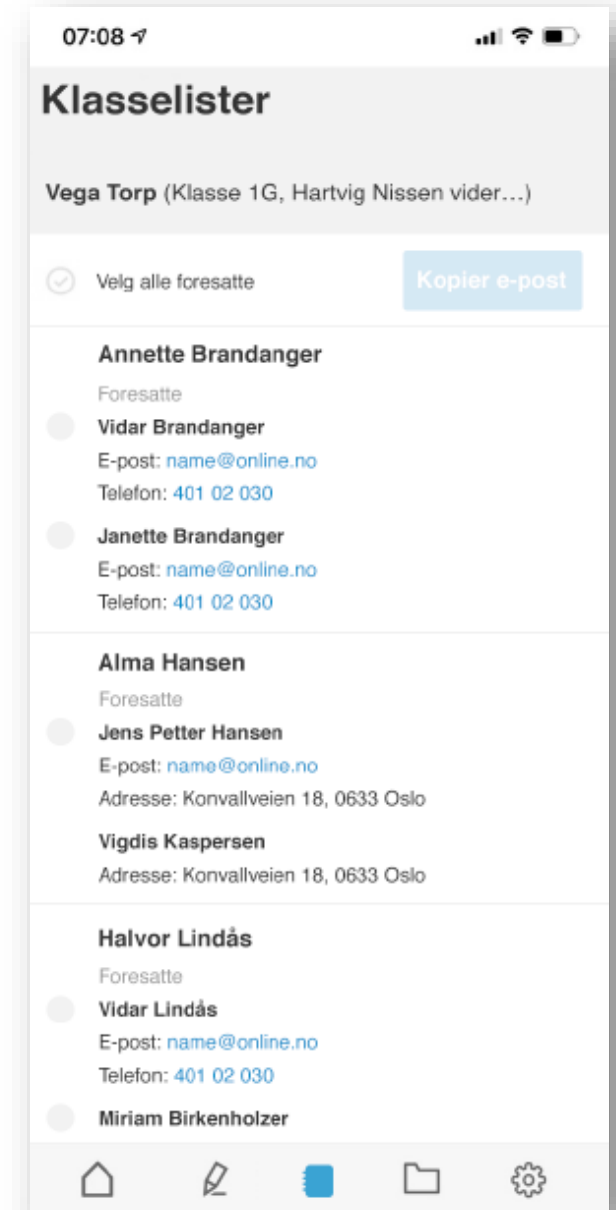 07:08
Klasselister
Vega Torp (Klasse 1G, Hartvig Nissen vider...)
Velg alle foresatte
Kopier e-post
Annette Brandanger
Foresatte
Vidar Brandanger
E-post: name@online.no
Telefon: 401 02 030
Janette Brandanger
E-post: name@online.no
Telefon: 401 02 030
Alma Hansen
Foresatte
Jens Petter Hansen
E-post: name@online.no
Adresse: Konvallveien 18, 0633 Oslo
Vigdis Kaspersen
Adresse: Konvallveien 18, 0633 Oslo
Halvor Lindås
Foresatte
Vidar Lindås
E-post: name@online.no
Telefon: 401 02 030
Miriam Birkenholzer